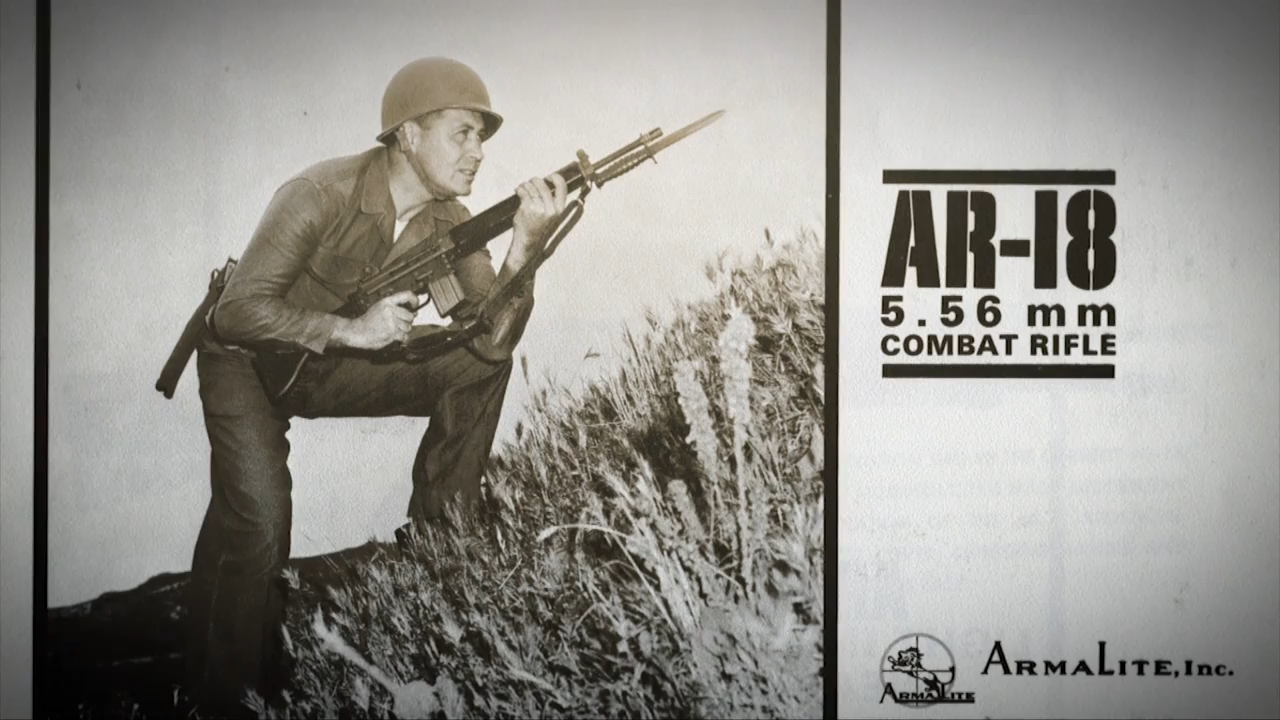 AR-18
5.56 mm
COMBAT RIFLE
ARMALITE
ARMALITE, INC.